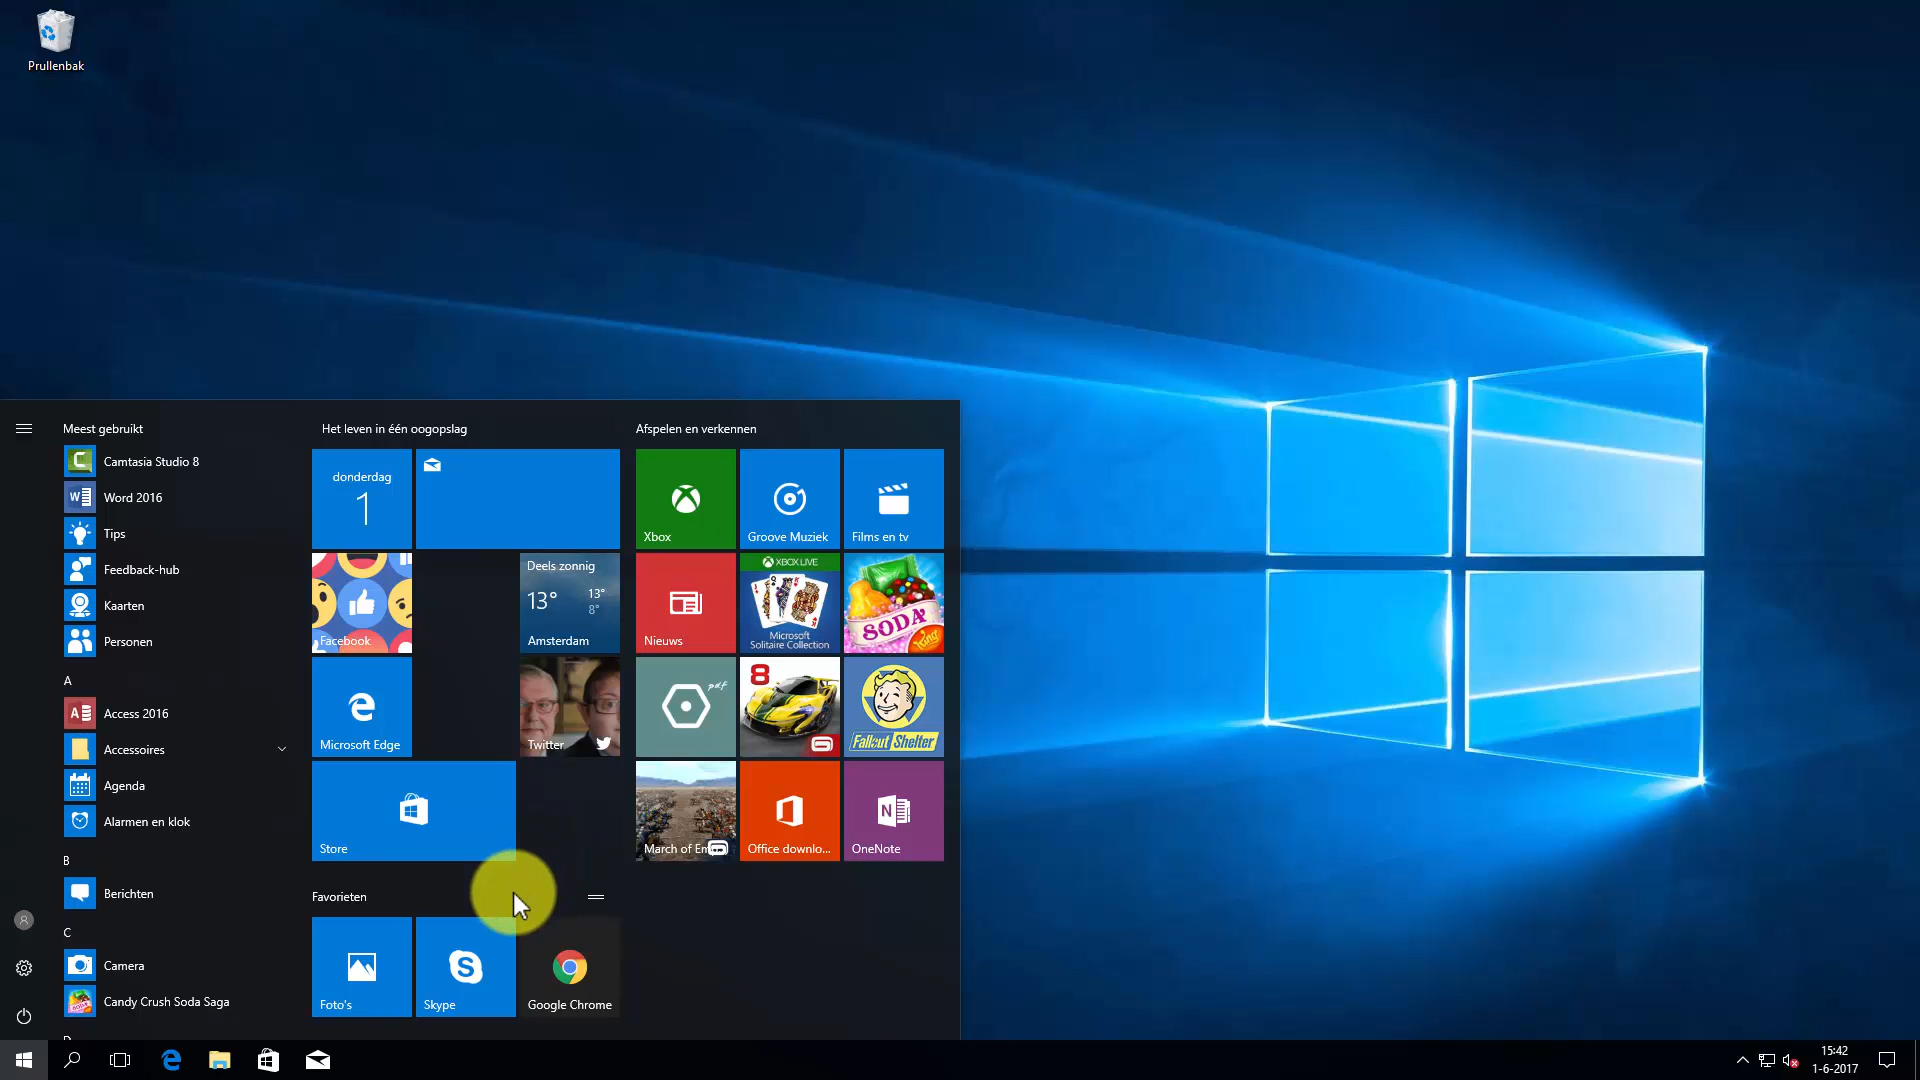 Prullenbak
Meest gebruikt
Camtasia Studio 8
Word 2016
Tips
Feedback-hub
Kaarten
Personen
A
Access 2016
Accessoires
Agenda
Alarmen en klok
B
Berichten
C
Camera
Candy Crush Soda Saga
Het leven in één oogopslag
donderdag
1
Facebook
Deels zonnig
13° 13°
8°
Amsterdam
Microsoft Edge
Twitter
Store
Favorieten
Foto's
Skype
Google Chrome
Afspelen en verkennen
Xbox
Groove Muziek
Films en tv
Nieuws
XBOX LIVE
Microsoft
Solitaire Collection
SODA
King
pdf
8
Fallout Shelter
March of Em
Office downlo...
OneNote
15:42
1-6-2017